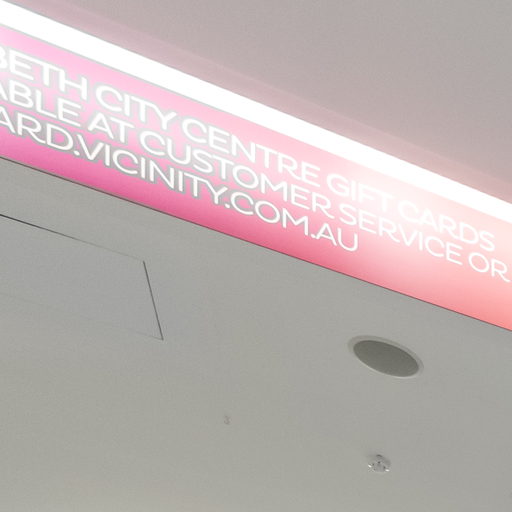 BETH CITY CENTRE GIFT CARDS
ABLE AT CUSTOMER SERVICE OR
ARD.VICINITY.COM.AU